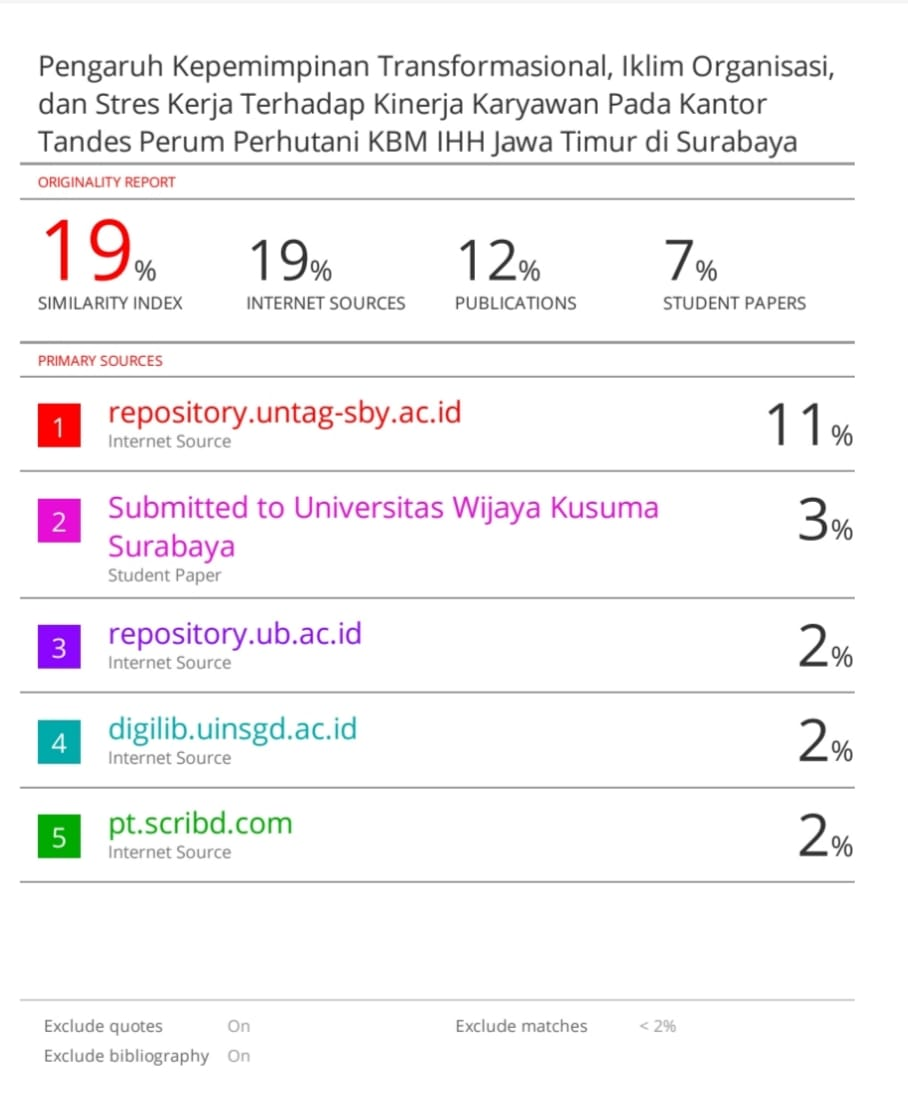 Pengaruh Kepemimpinan Transformasional, Iklim Organisasi,
dan Stres Kerja Terhadap Kinerja Karyawan Pada Kantor
Tandes Perum Perhutani KBM IHH Jawa Timur di Surabaya
ORIGINALITY REPORT
19% 19% 12% 7%
SIMILARITY INDEX INTERNET SOURCES PUBLICATIONS STUDENT PAPERS
PRIMARY SOURCES
1 repository.untag-sby.ac.id 11%
Internet Source
2 Submitted to Universitas Wijaya Kusuma 3%
Surabaya
Student Paper
3 repository.ub.ac.id 2%
Internet Source
4 digilib.uinsgd.ac.id 2%
Internet Source
5 pt.scribd.com 2%
Internet Source
Exclude quotes On Exclude matches < 2%
Exclude bibliography On